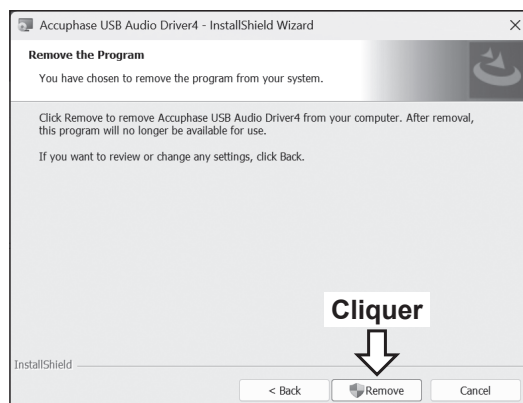 Accuphase USB Audio Driver4 - InstallShield Wizard
Remove the Program
You have chosen to remove the program from your system.
Click Remove to remove Accuphase USB Audio Driver4 from your computer. After removal,
this program will no longer be available for use.
If you want to review or change any settings, click Back.
Cliquer
InstallShield
< Back Remove Cancel